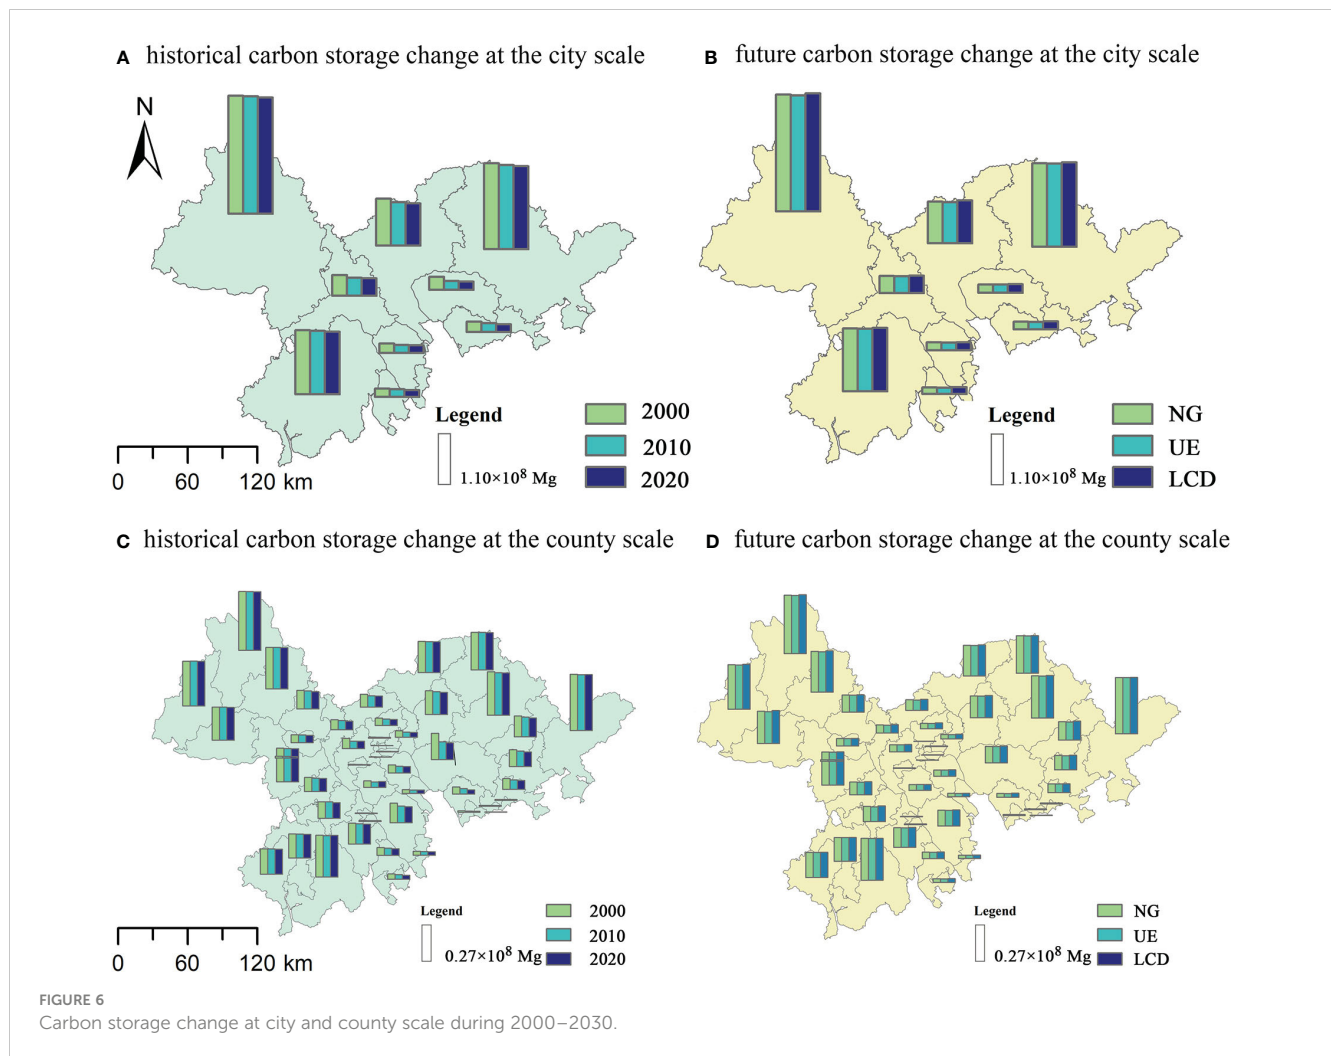 A historical carbon storage change at the city scale
B future carbon storage change at the city scale
N
Legend
1.10×10⁸ Mg
2000
2010
2020
0 60 120 km
Legend
1.10×10⁸ Mg
NG
UE
LCD
C historical carbon storage change at the county scale
D future carbon storage change at the county scale
Legend
0.27×10⁸ Mg
2000
2010
2020
0 60 120 km
Legend
0.27×10⁸ Mg
NG
UE
LCD
FIGURE 6
Carbon storage change at city and county scale during 2000–2030.